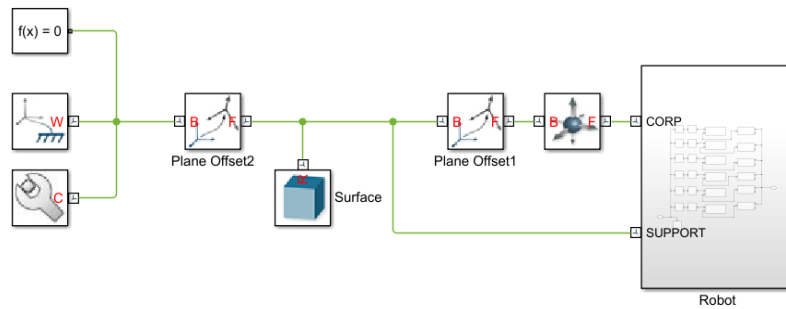 f(x) = 0
W
C
B F
Plane Offset2
R
Surface
B F
Plane Offset1
B F
CORP
SUPPORT
Robot